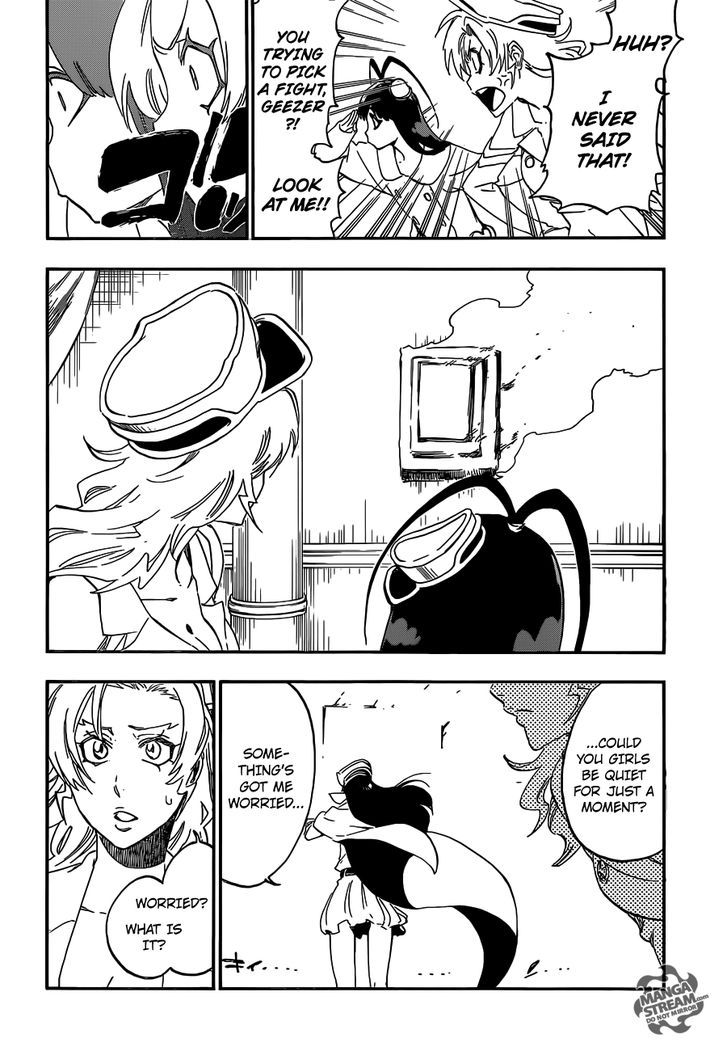 HUH?
I
NEVER
SAID
THAT!
YOU
TRYING
TO PICK
A FIGHT,
GEEZER
?!
LOOK
AT ME!!
...COULD
YOU GIRLS
BE QUIET
FOR JUST A
MOMENT?
SOME-
THING'S
GOT ME
WORRIED...
WORRIED?
WHAT IS
IT?
MANGA
STREAM.COM
DO NOT MIRROR!